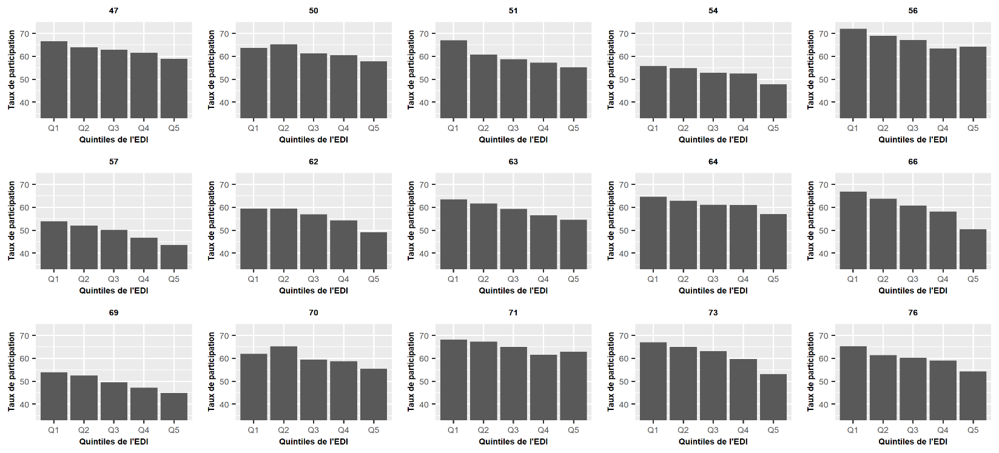 47
Taux de participation
70
60
50
40
Q1 Q2 Q3 Q4 Q5
Quintiles de l'EDI
50
Taux de participation
70
60
50
40
Q1 Q2 Q3 Q4 Q5
Quintiles de l'EDI
51
Taux de participation
70
60
50
40
Q1 Q2 Q3 Q4 Q5
Quintiles de l'EDI
54
Taux de participation
70
60
50
40
Q1 Q2 Q3 Q4 Q5
Quintiles de l'EDI
56
Taux de participation
70
60
50
40
Q1 Q2 Q3 Q4 Q5
Quintiles de l'EDI
57
Taux de participation
70
60
50
40
Q1 Q2 Q3 Q4 Q5
Quintiles de l'EDI
62
Taux de participation
70
60
50
40
Q1 Q2 Q3 Q4 Q5
Quintiles de l'EDI
63
Taux de participation
70
60
50
40
Q1 Q2 Q3 Q4 Q5
Quintiles de l'EDI
64
Taux de participation
70
60
50
40
Q1 Q2 Q3 Q4 Q5
Quintiles de l'EDI
66
Taux de participation
70
60
50
40
Q1 Q2 Q3 Q4 Q5
Quintiles de l'EDI
69
Taux de participation
70
60
50
40
Q1 Q2 Q3 Q4 Q5
Quintiles de l'EDI
70
Taux de participation
70
60
50
40
Q1 Q2 Q3 Q4 Q5
Quintiles de l'EDI
71
Taux de participation
70
60
50
40
Q1 Q2 Q3 Q4 Q5
Quintiles de l'EDI
73
Taux de participation
70
60
50
40
Q1 Q2 Q3 Q4 Q5
Quintiles de l'EDI
76
Taux de participation
70
60
50
40
Q1 Q2 Q3 Q4 Q5
Quintiles de l'EDI